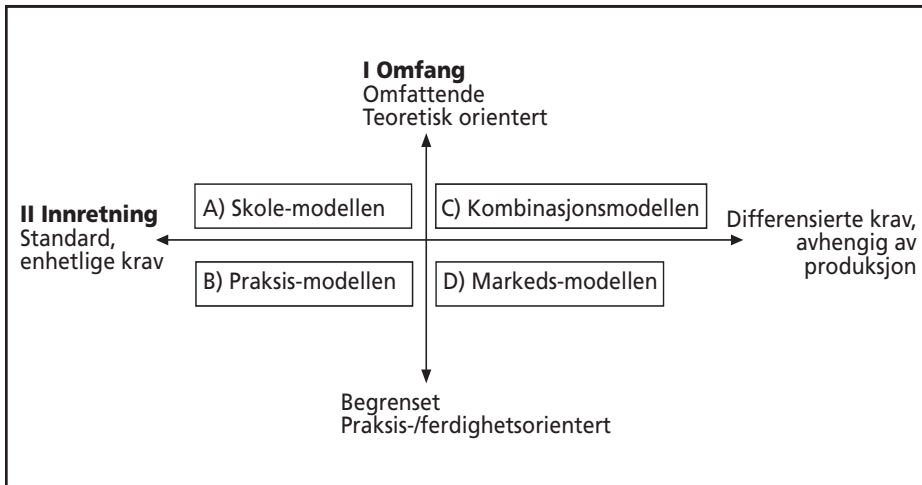 I Omfang
Omfattende
Teoretisk orientert
A) Skole-modellen
C) Kombinasjonsmodellen
II Innretning
Standard,
enhetlige krav
Differensierte krav,
avhengig av
produksjon
B) Praksis-modellen
D) Markeds-modellen
Begrenset
Praksis-/ferdighetsorientert